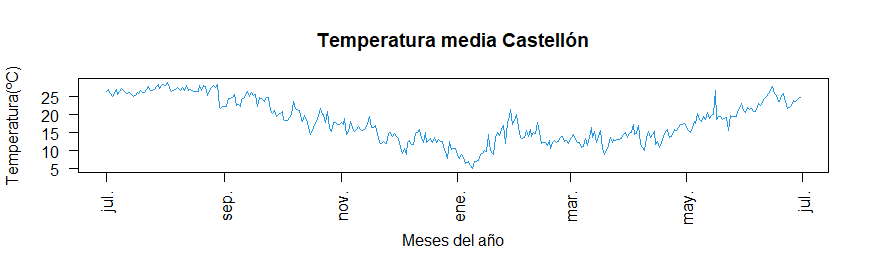 Temperatura media Castellón
Temperatura(ºC)
25
20
15
10
5
jul.
sep.
nov.
ene.
mar.
may.
jul.
Meses del año